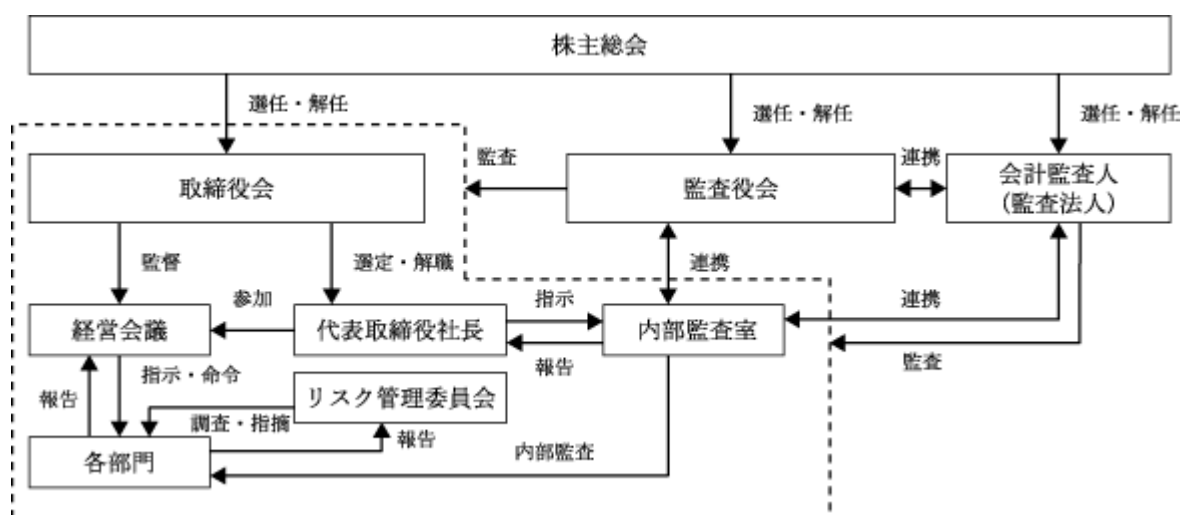 株主総会
選任・解任
選任・解任
選任・解任
取締役会
監査
監査役会
連携
会計監査人
(監査法人)
監督
選定・解職
連携
経営会議
参加
代表取締役社長
指示
報告
内部監査室
連携
監査
報告
指示・命令
リスク管理委員会
調査・指摘
報告
各部門
内部監査